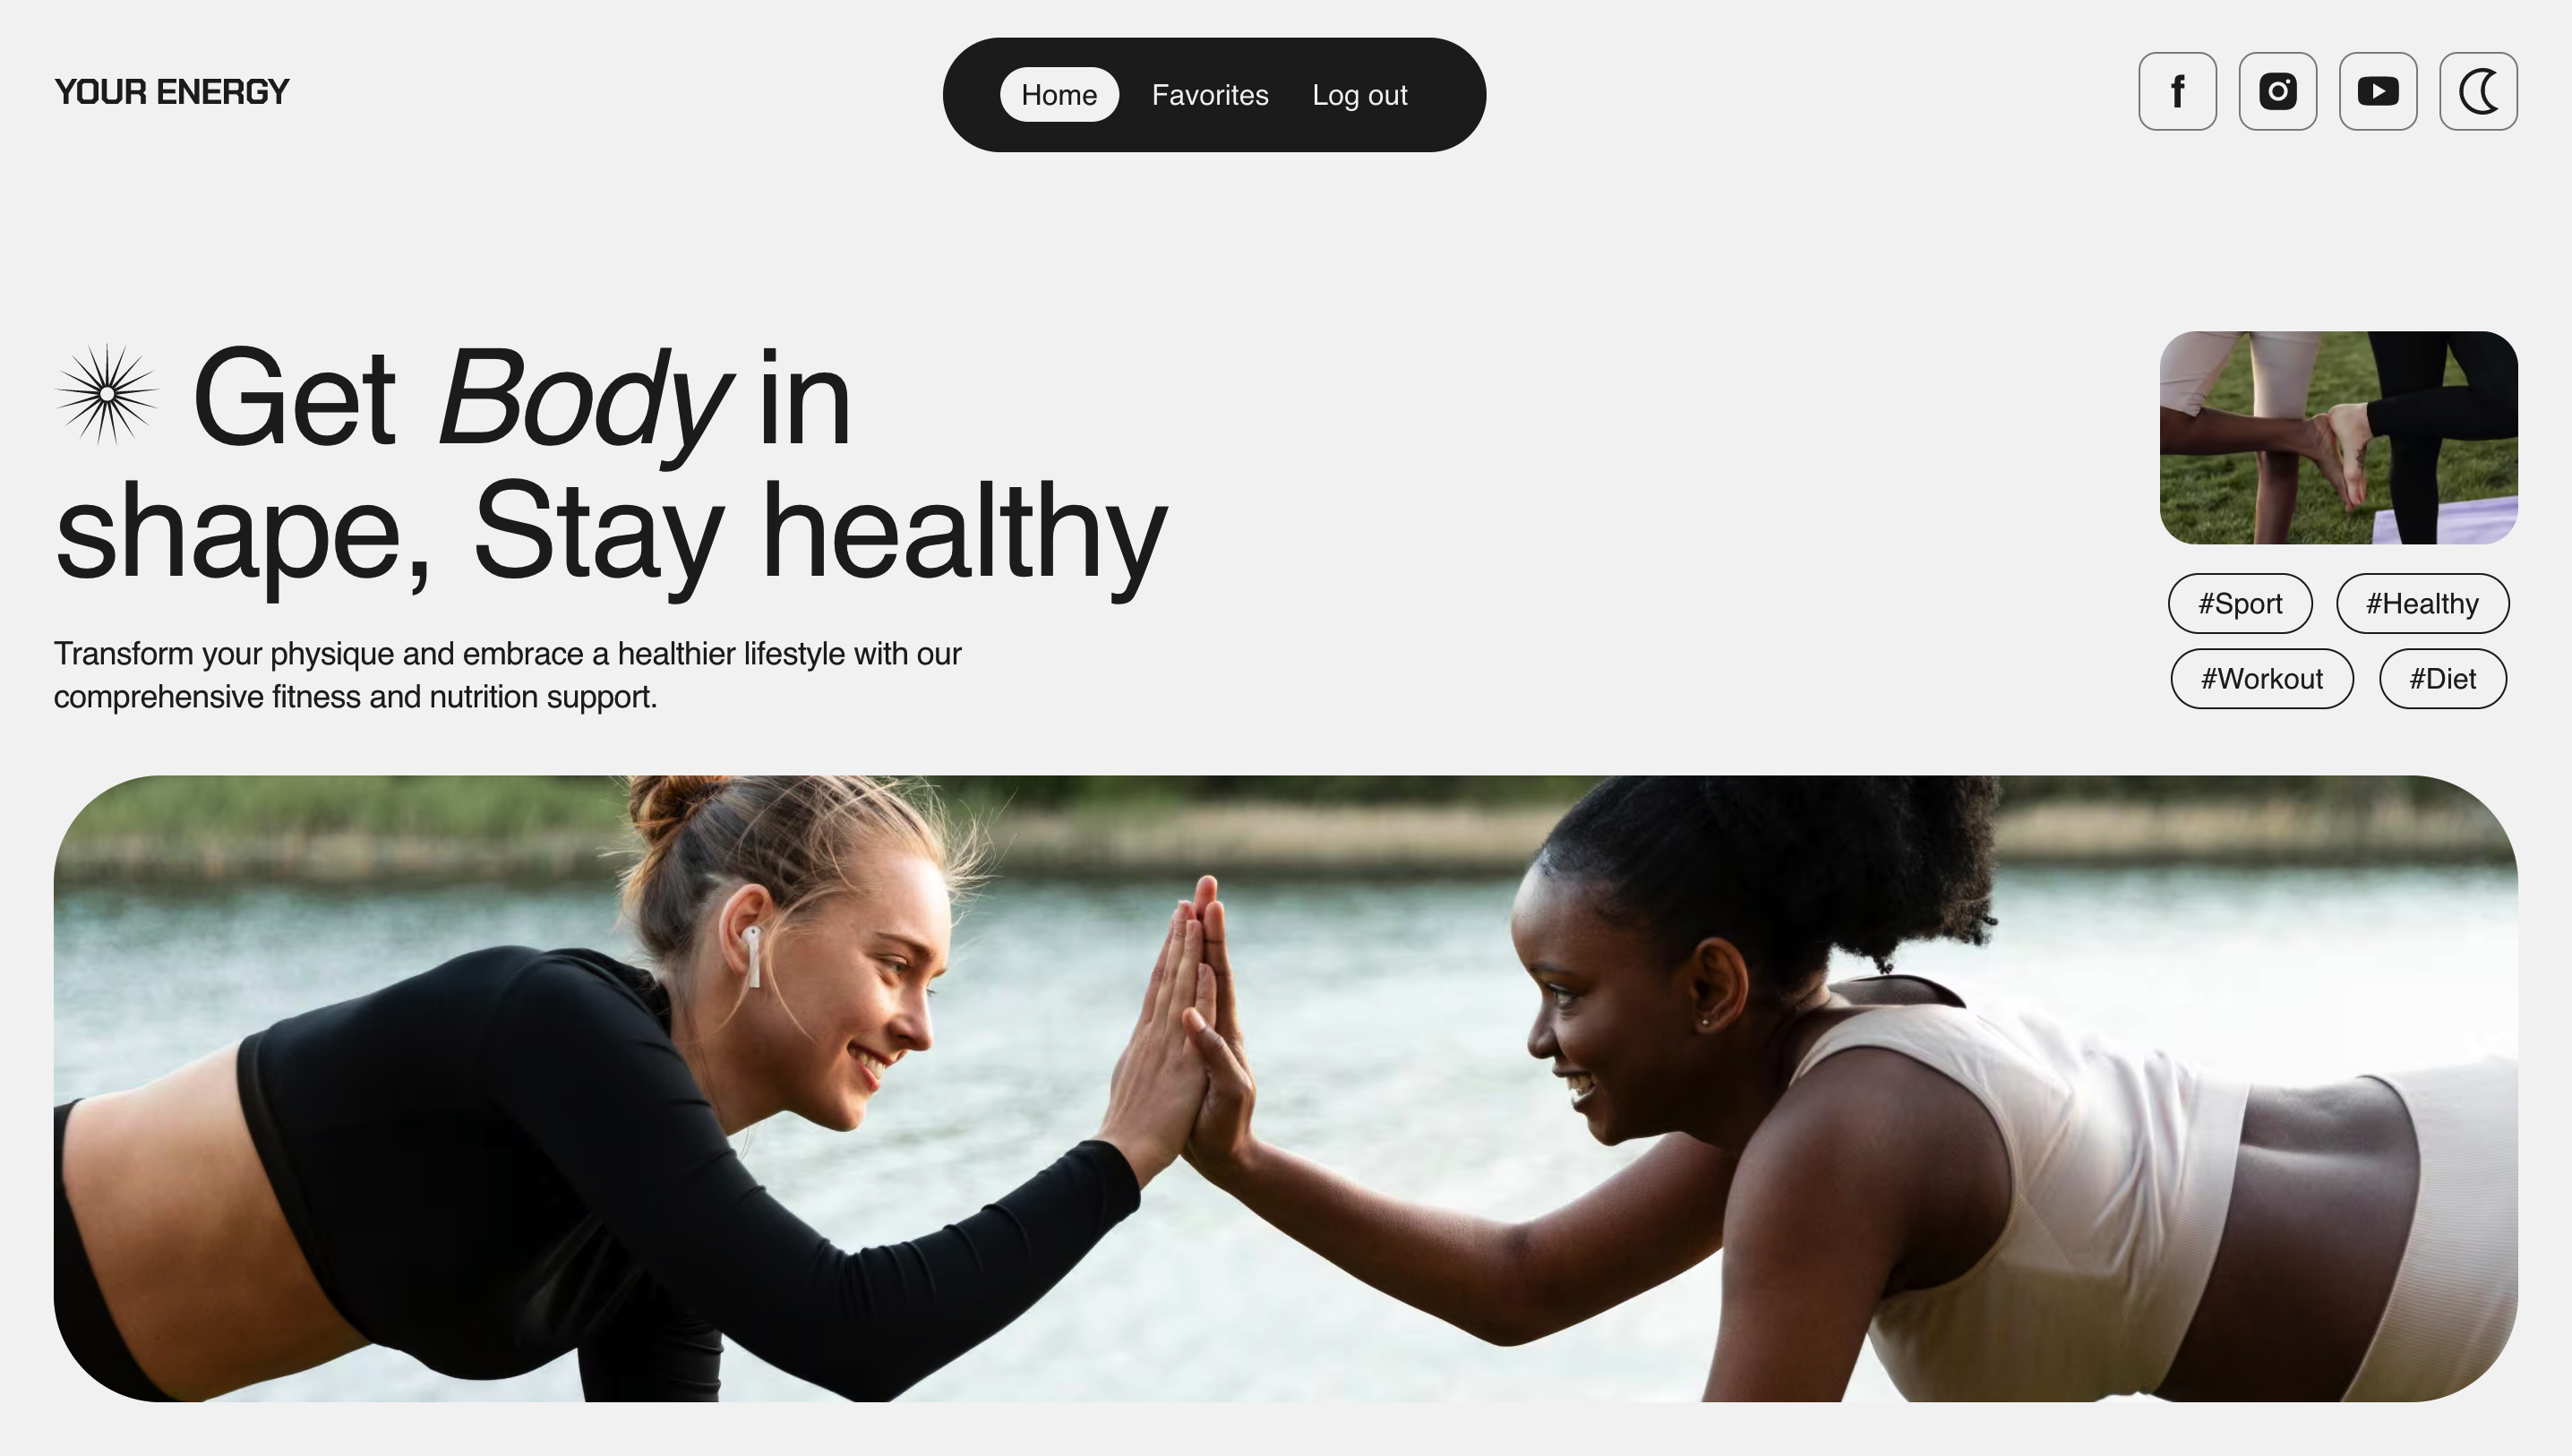 YOUR ENERGY
Home Favorites Log out
Get Body in
shape, Stay healthy
Transform your physique and embrace a healthier lifestyle with our
comprehensive fitness and nutrition support.
#Sport #Healthy
#Workout #Diet